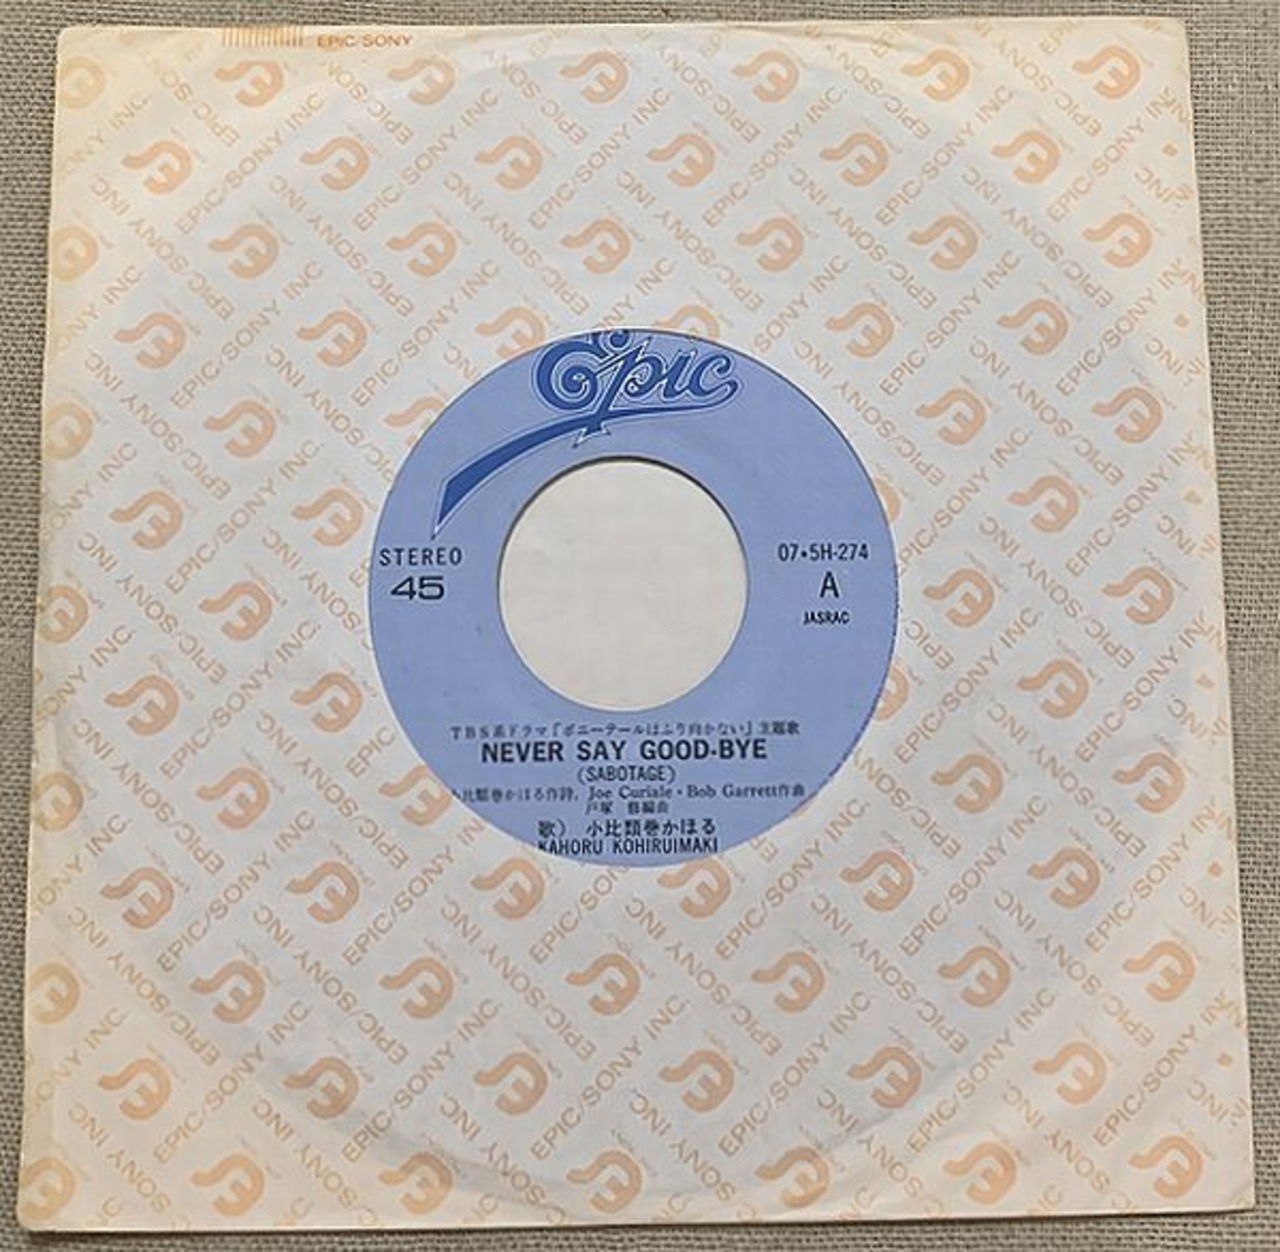 EPIC/SONY
Epic
STEREO
45
07・5H-274
A
JASRAC
TBS系ドラマ『ポニーテールはふり向かない』主題歌
NEVER SAY GOOD-BYE
(SABOTAGE)
小比類巻かほる作詩, Joe Curiale・Bob Garrett作曲
戸塚 修編曲
歌) 小比類巻かほる
KAHORU KOHIRUIMAKI
EPIC/SONY INC.